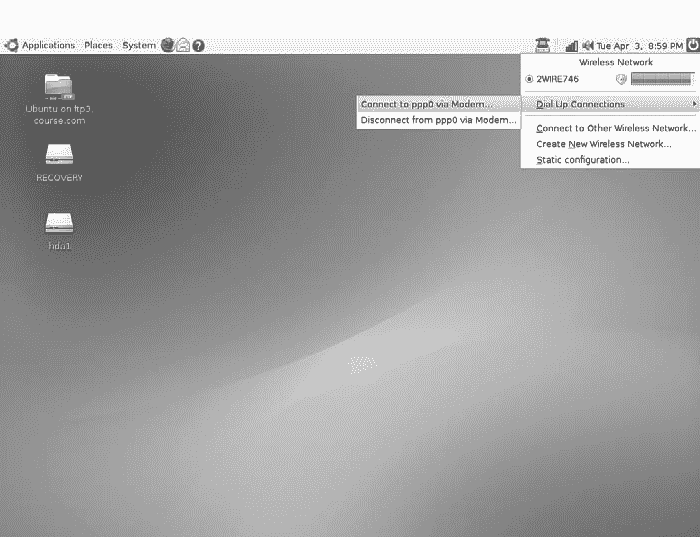 Applications Places System Tue Apr 3, 8:59 PM
Wireless Network
2WIRE746
Connect to ppp0 via Modem... Dial Up Connections
Disconnect from ppp0 via Modem...
Connect to Other Wireless Network...
Create New Wireless Network...
Static configuration...
Ubuntu on ftp3.
course.com
RECOVERY
hda1